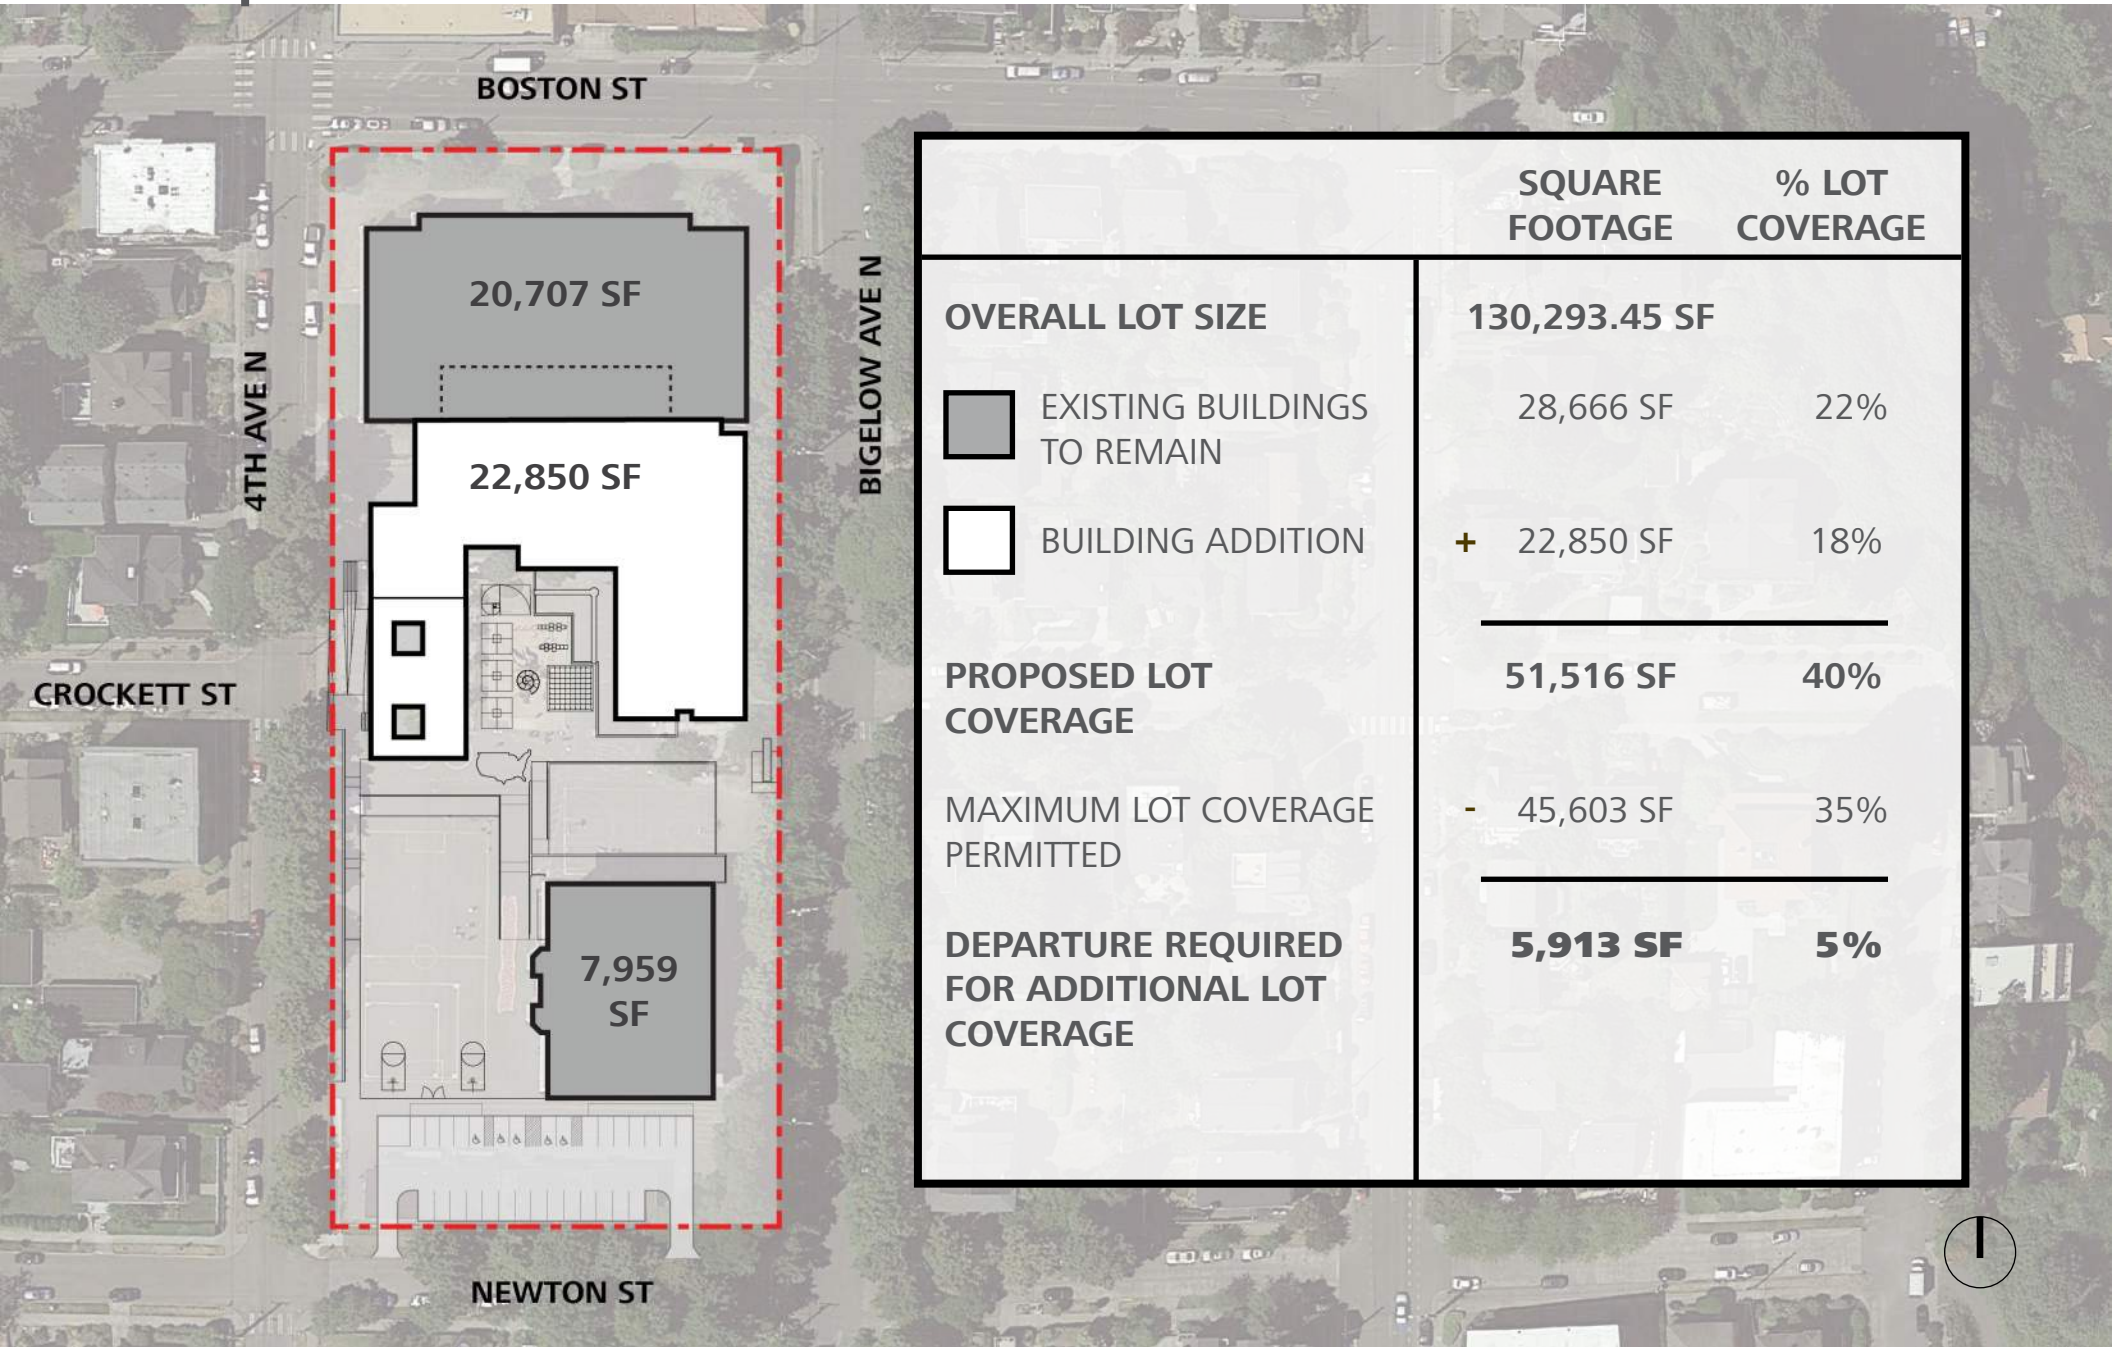 BOSTON ST
20,707 SF
22,850 SF
4TH AVE N
BIGELOW AVE N
CROCKETT ST
7,959
SF
NEWTON ST
SQUARE
FOOTAGE
% LOT
COVERAGE
OVERALL LOT SIZE
130,293.45 SF
EXISTING BUILDINGS
TO REMAIN
28,666 SF
22%
BUILDING ADDITION
+ 22,850 SF
18%
PROPOSED LOT
COVERAGE
51,516 SF
40%
MAXIMUM LOT COVERAGE
PERMITTED
- 45,603 SF
35%
DEPARTURE REQUIRED
FOR ADDITIONAL LOT
COVERAGE
5,913 SF
5%